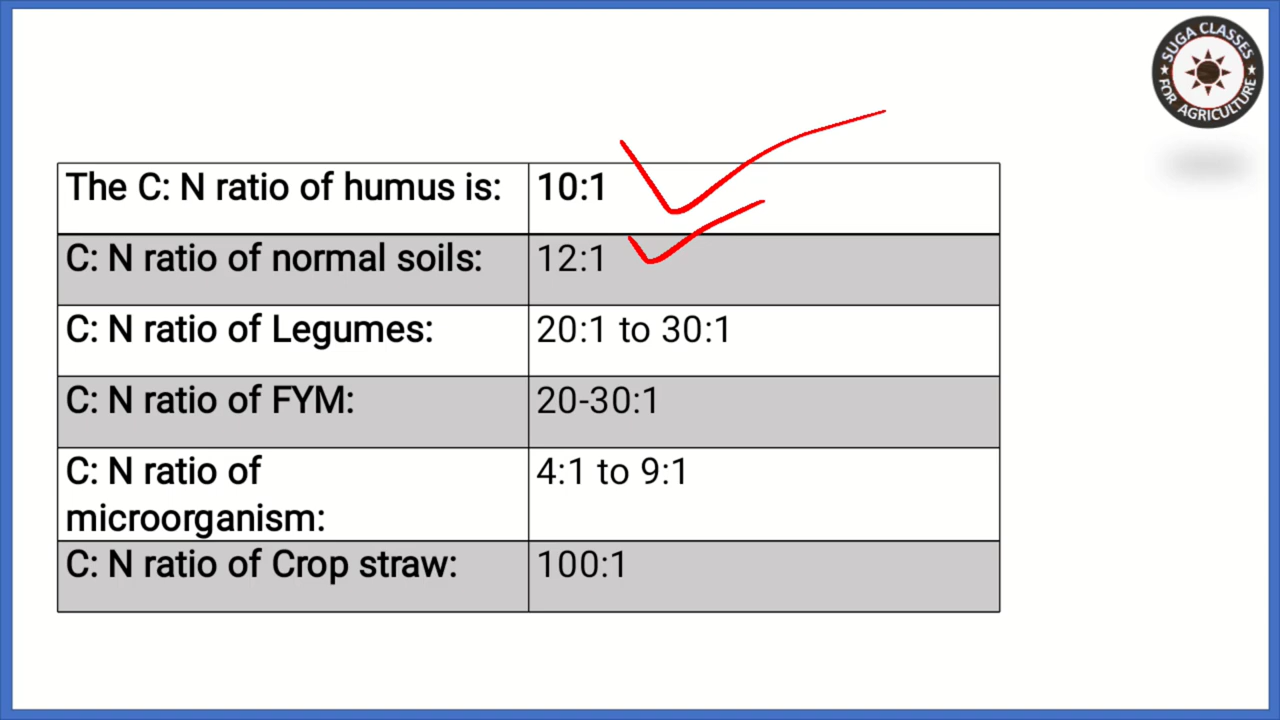 SUGA CLASSES
FOR AGRICULTURE
The C: N ratio of humus is: 10:1
C: N ratio of normal soils: 12:1
C: N ratio of Legumes: 20:1 to 30:1
C: N ratio of FYM: 20-30:1
C: N ratio of 4:1 to 9:1
microorganism:
C: N ratio of Crop straw: 100:1